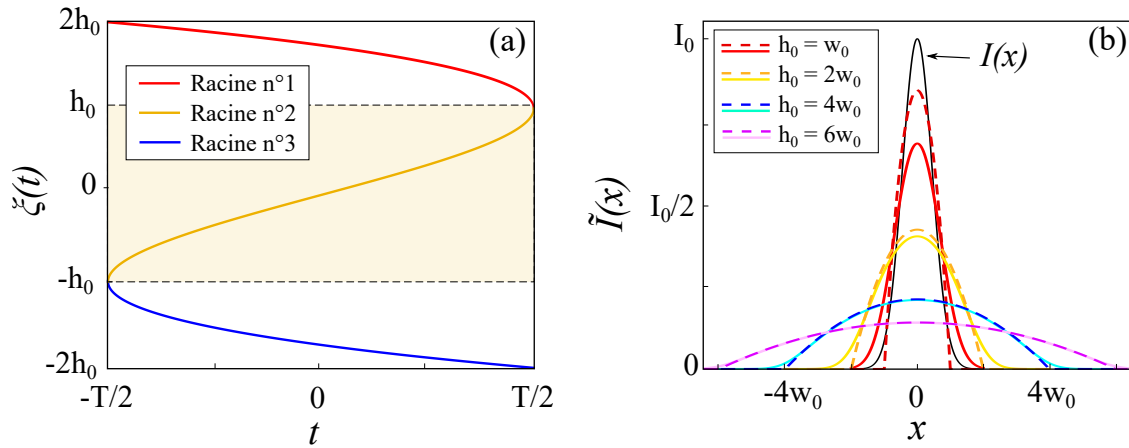 (a)
2h₀
h₀
0
-h₀
-2h₀
ξ(t)
Racine n°1
Racine n°2
Racine n°3
-T/2
0
T/2
t
(b)
I₀
I₀/2
0
Ĩ(x)
h₀ = w₀
h₀ = 2w₀
h₀ = 4w₀
h₀ = 6w₀
I(x)
-4w₀
0
4w₀
x